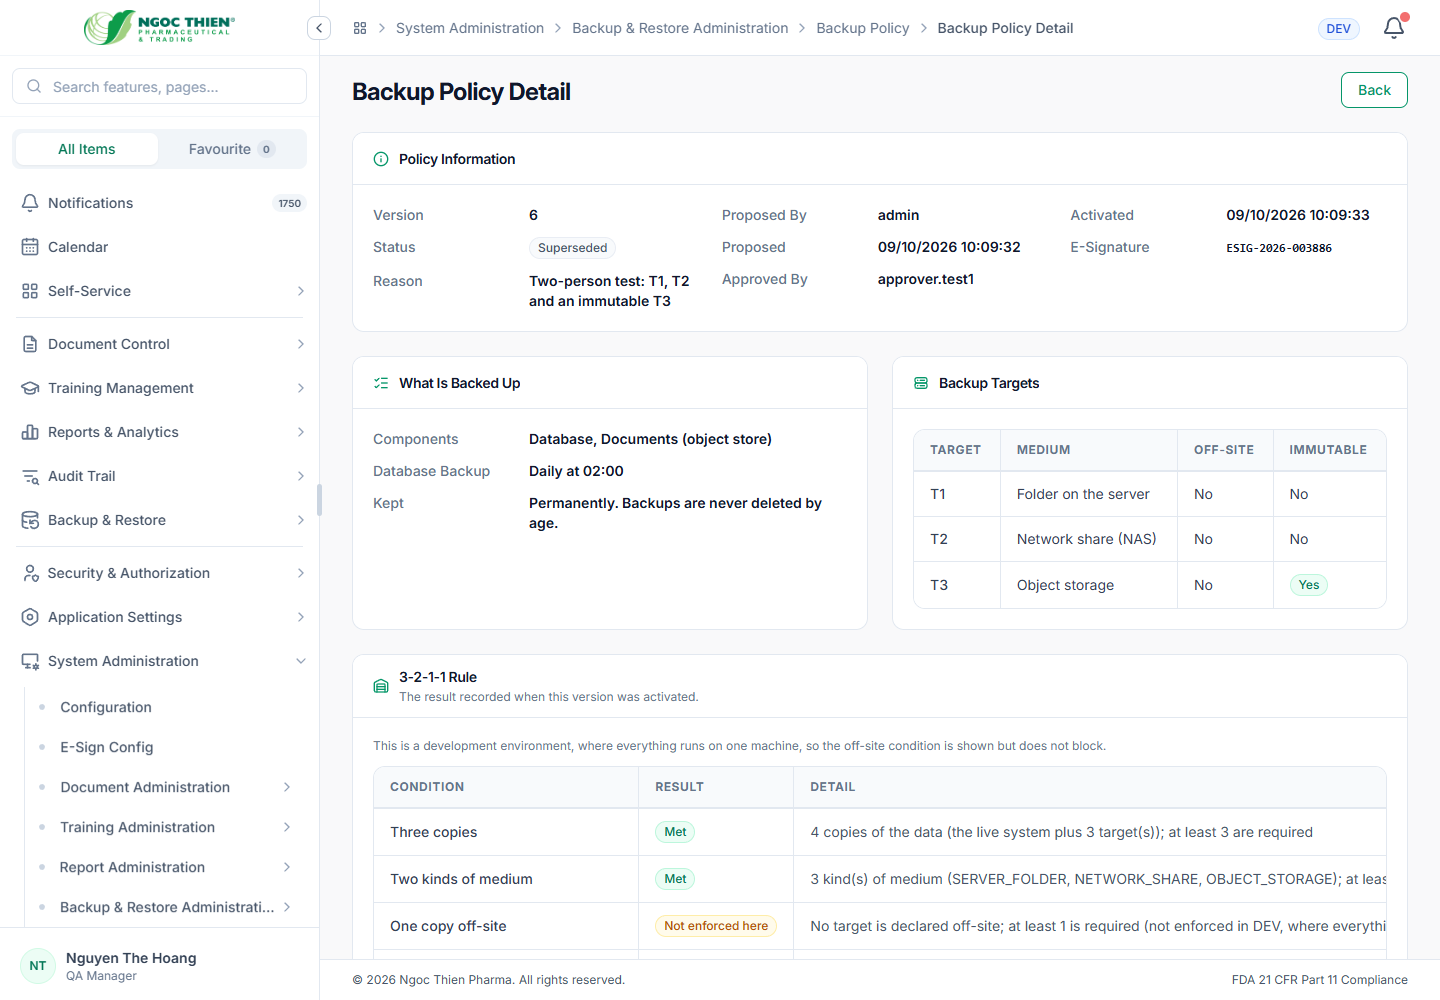 NGOC THIEN®
PHARMACEUTICAL
& TRADING
Search features, pages...
All Items
Favourite 0
Notifications 1750
Calendar
Self-Service
Document Control
Training Management
Reports & Analytics
Audit Trail
Backup & Restore
Security & Authorization
Application Settings
System Administration
Configuration
E-Sign Config
Document Administration
Training Administration
Report Administration
Backup & Restore Administrati...
NT
Nguyen The Hoang
QA Manager
System Administration
Backup & Restore Administration
Backup Policy
Backup Policy Detail
DEV
Backup Policy Detail
Back
Policy Information
Version 6
Status Superseded
Reason Two-person test: T1, T2
and an immutable T3
Proposed By admin
Proposed 09/10/2026 10:09:32
Approved By approver.test1
Activated 09/10/2026 10:09:33
E-Signature ESIG-2026-003886
What Is Backed Up
Components Database, Documents (object store)
Database Backup Daily at 02:00
Kept Permanently. Backups are never deleted by
age.
Backup Targets
TARGET MEDIUM OFF-SITE IMMUTABLE
T1 Folder on the server No No
T2 Network share (NAS) No No
T3 Object storage No Yes
3-2-1-1 Rule
The result recorded when this version was activated.
This is a development environment, where everything runs on one machine, so the off-site condition is shown but does not block.
CONDITION RESULT DETAIL
Three copies Met 4 copies of the data (the live system plus 3 target(s)); at least 3 are required
Two kinds of medium Met 3 kind(s) of medium (SERVER_FOLDER, NETWORK_SHARE, OBJECT_STORAGE); at leas
One copy off-site Not enforced here No target is declared off-site; at least 1 is required (not enforced in DEV, where everythi
© 2026 Ngoc Thien Pharma. All rights reserved.
FDA 21 CFR Part 11 Compliance